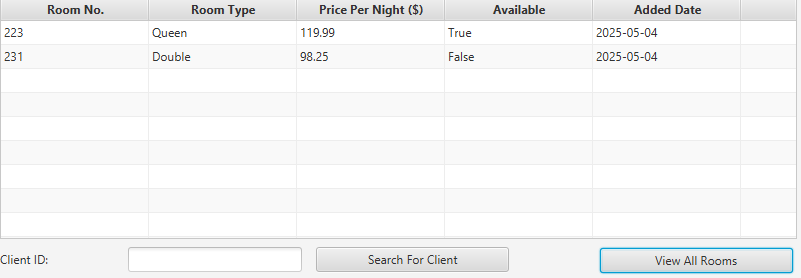 Room No. Room Type Price Per Night ($) Available Added Date
223 Queen 119.99 True 2025-05-04
231 Double 98.25 False 2025-05-04
Client ID: Search For Client View All Rooms